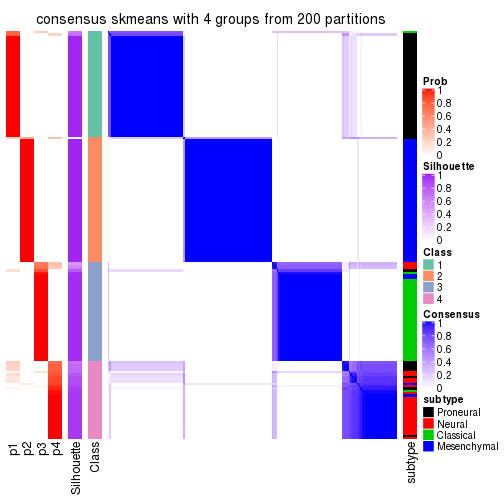 consensus skmeans with 4 groups from 200 partitions
Prob
1
0.8
0.6
0.4
0.2
0
Silhouette
1
0.8
0.6
0.4
0.2
0
Class
1
2
3
4
Consensus
1
0.8
0.6
0.4
0.2
0
subtype
Proneural
Neural
Classical
Mesenchymal
p1
p2
p3
p4
Silhouette
Class
subtype